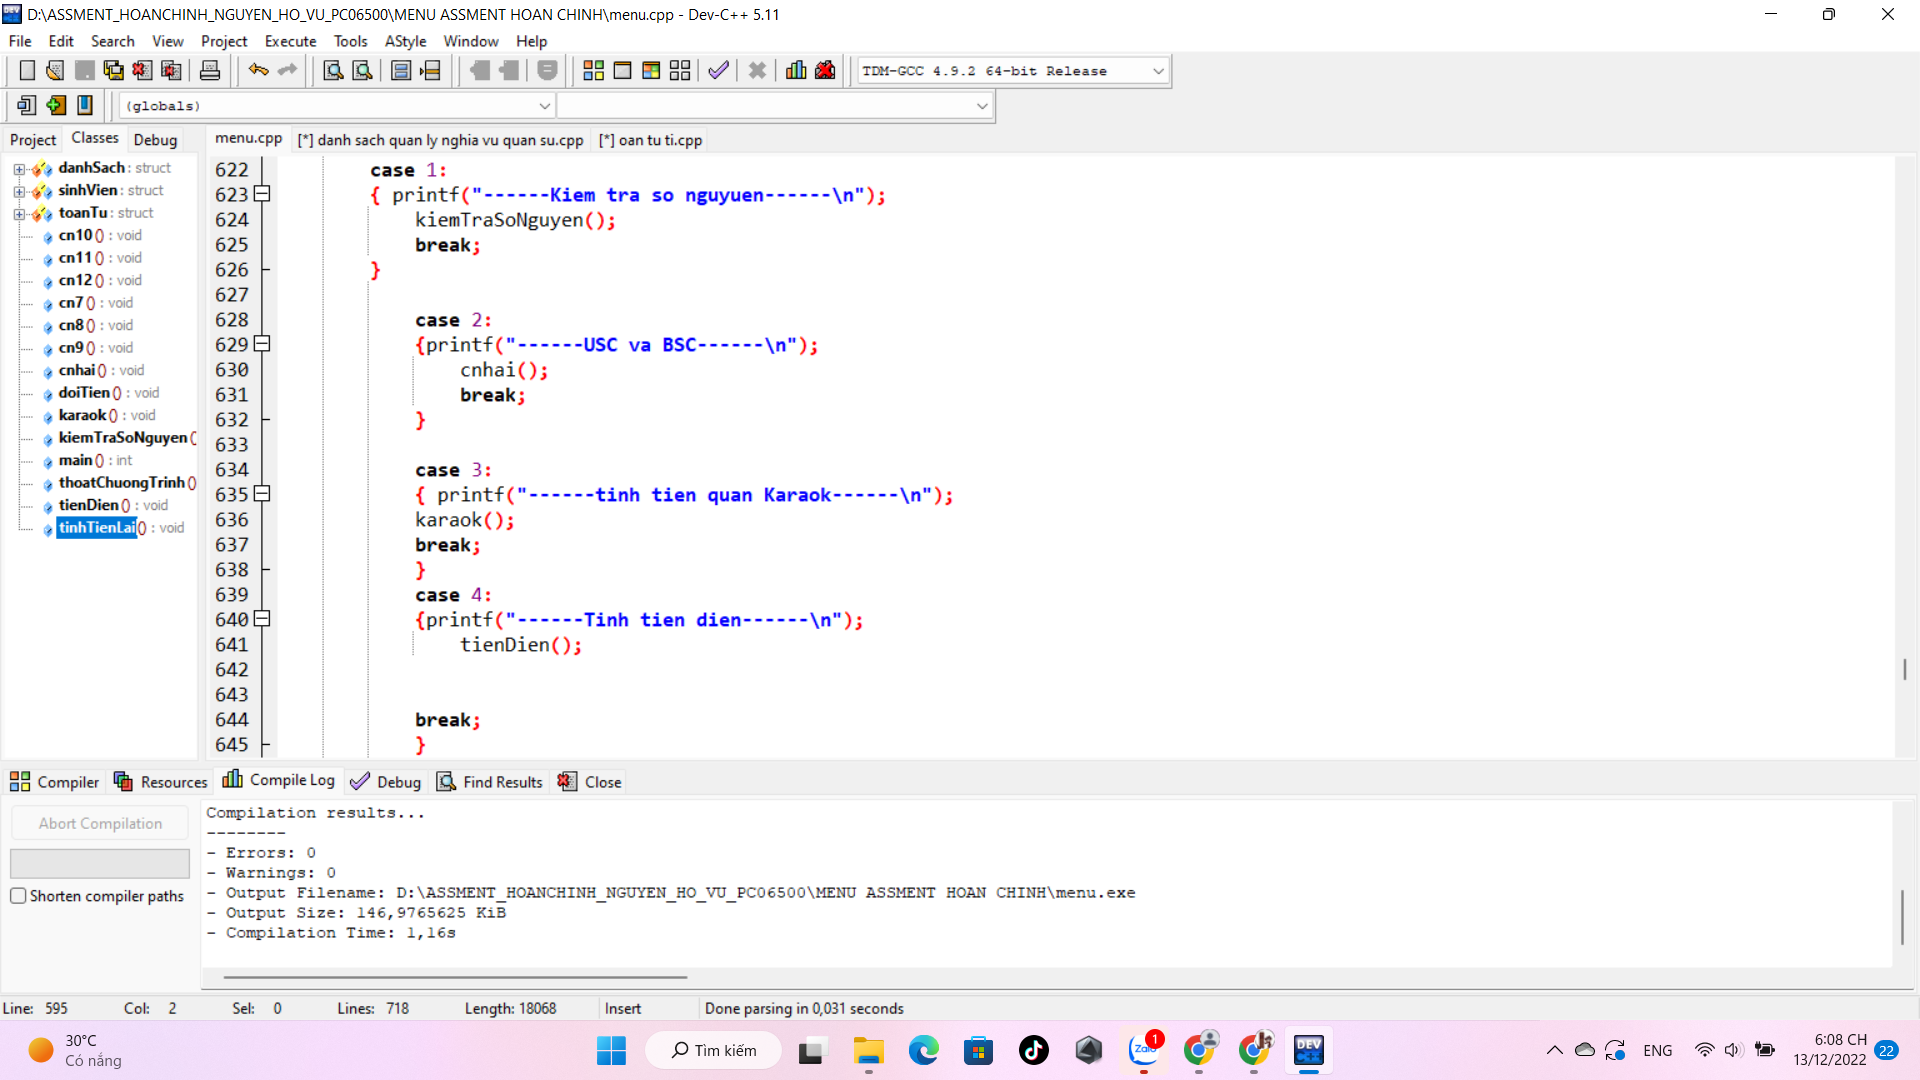 D:\ASSMENT_HOANCHINH_NGUYEN_HO_VU_PC06500\MENU ASSMENT HOAN CHINH\menu.cpp - Dev-C++ 5.11
File Edit Search View Project Execute Tools AStyle Window Help
TDM-GCC 4.9.2 64-bit Release
(globals)
Project Classes Debug
menu.cpp [*] danh sach quan ly nghia vu quan su.cpp [*] oan tu ti.cpp
danhSach : struct
sinhVien : struct
toanTu : struct
cn10 () : void
cn11 () : void
cn12 () : void
cn7 () : void
cn8 () : void
cn9 () : void
cnhai () : void
doiTien () : void
karaok () : void
kiemTraSoNguyen (
main () : int
thoatChuongTrinh ()
tienDien () : void
tinhTienLai () : void
622 case 1:
623 { printf("------Kiem tra so nguyuen------\n");
624 kiemTraSoNguyen();
625 break;
626 }
627
628 case 2:
629 {printf("------USC va BSC------\n");
630 cnhai();
631 break;
632 }
633
634 case 3:
635 { printf("------tinh tien quan Karaok------\n");
636 karaok();
637 break;
638 }
639 case 4:
640 {printf("------Tinh tien dien------\n");
641 tienDien();
642
643
644 break;
645 }
Compiler Resources Compile Log Debug Find Results Close
Abort Compilation
Shorten compiler paths
Compilation results...
--------
- Errors: 0
- Warnings: 0
- Output Filename: D:\ASSMENT_HOANCHINH_NGUYEN_HO_VU_PC06500\MENU ASSMENT HOAN CHINH\menu.exe
- Output Size: 146,9765625 KiB
- Compilation Time: 1,16s
Line: 595 Col: 2 Sel: 0 Lines: 718 Length: 18068 Insert Done parsing in 0,031 seconds
30°C
Có nắng
Tìm kiếm
Zalo
1
DEV
C++
ENG
6:08 CH
13/12/2022
22